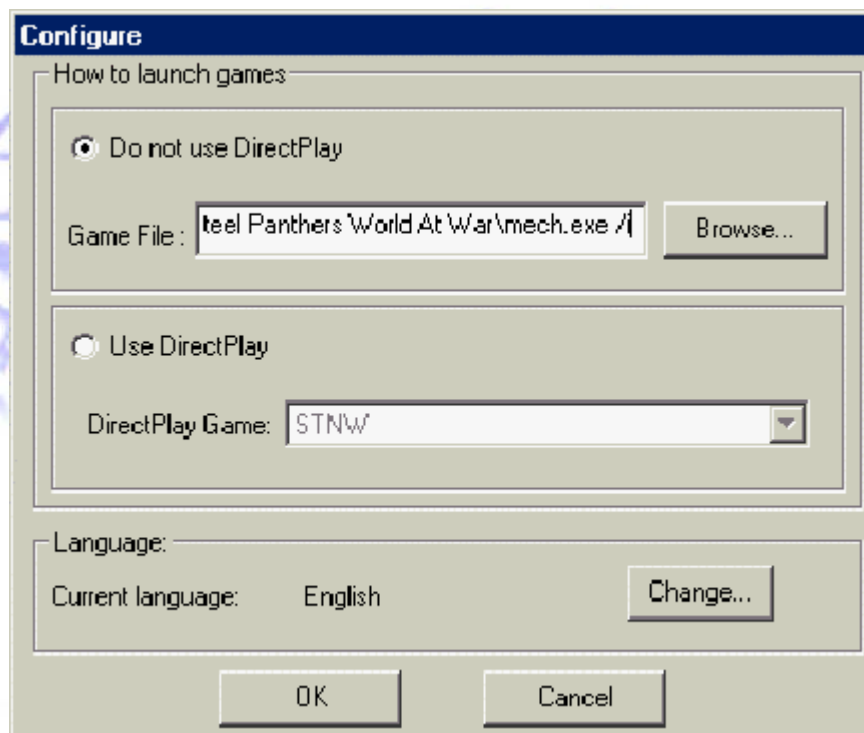 Configure
How to launch games
Do not use DirectPlay
Game File : teel Panthers World At War\mech.exe /i Browse...
Use DirectPlay
DirectPlay Game: STNW
Language:
Current language: English Change...
OK Cancel